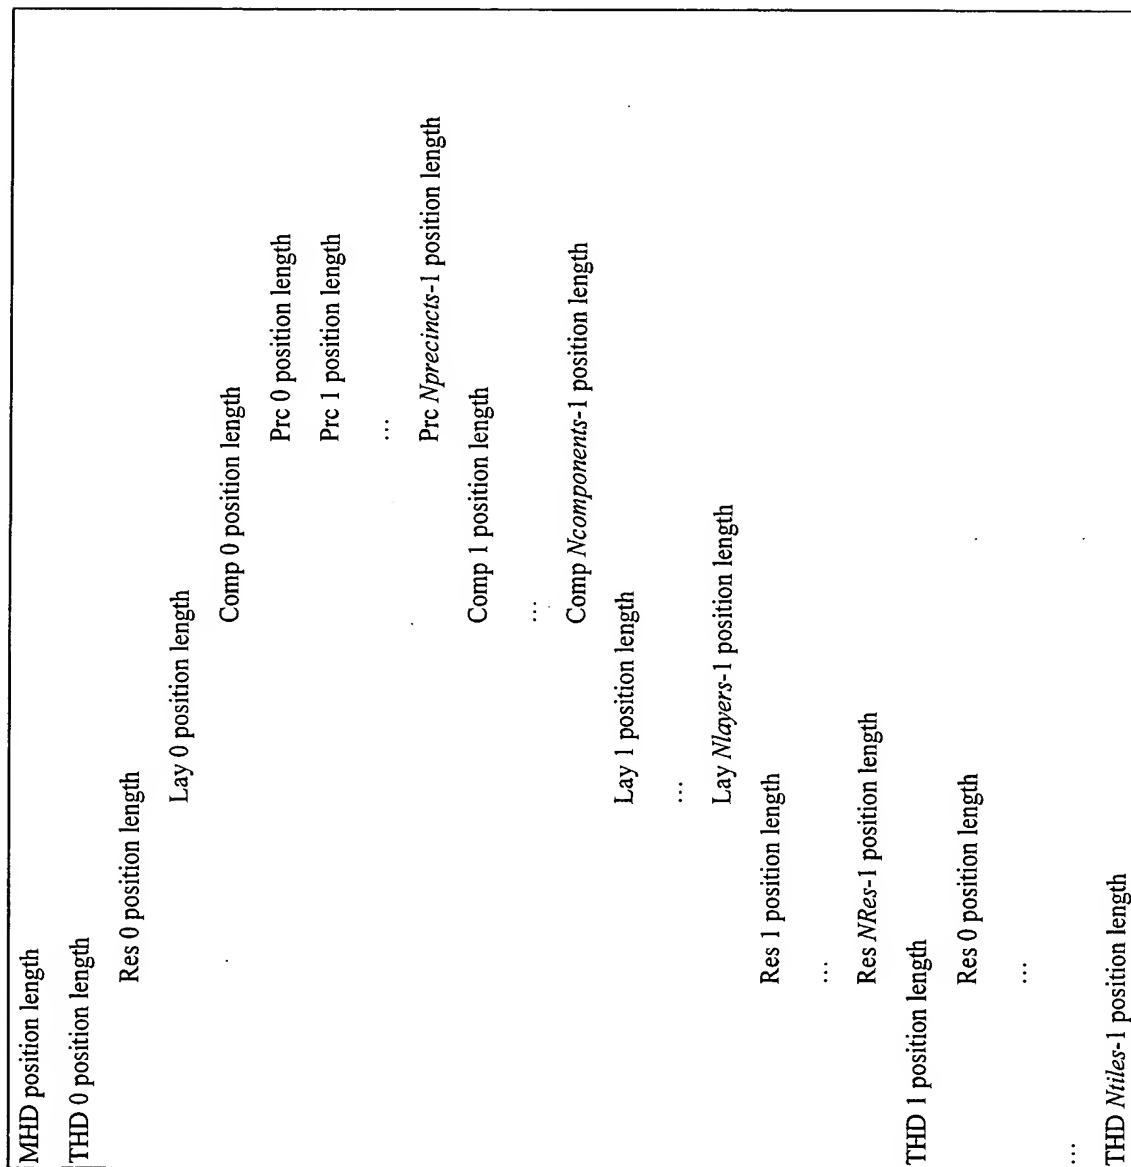 MHD position length
THD 0 position length
Res 0 position length
Lay 0 position length
Comp 0 position length
Prc 0 position length
Prc 1 position length
...
Prc Nprecincts-1 position length
Comp 1 position length
...
Comp Ncomponents-1 position length
Lay 1 position length
...
Lay Nlayers-1 position length
Res 1 position length
...
Res NRes-1 position length
THD 1 position length
Res 0 position length
...
...
THD Ntiles-1 position length